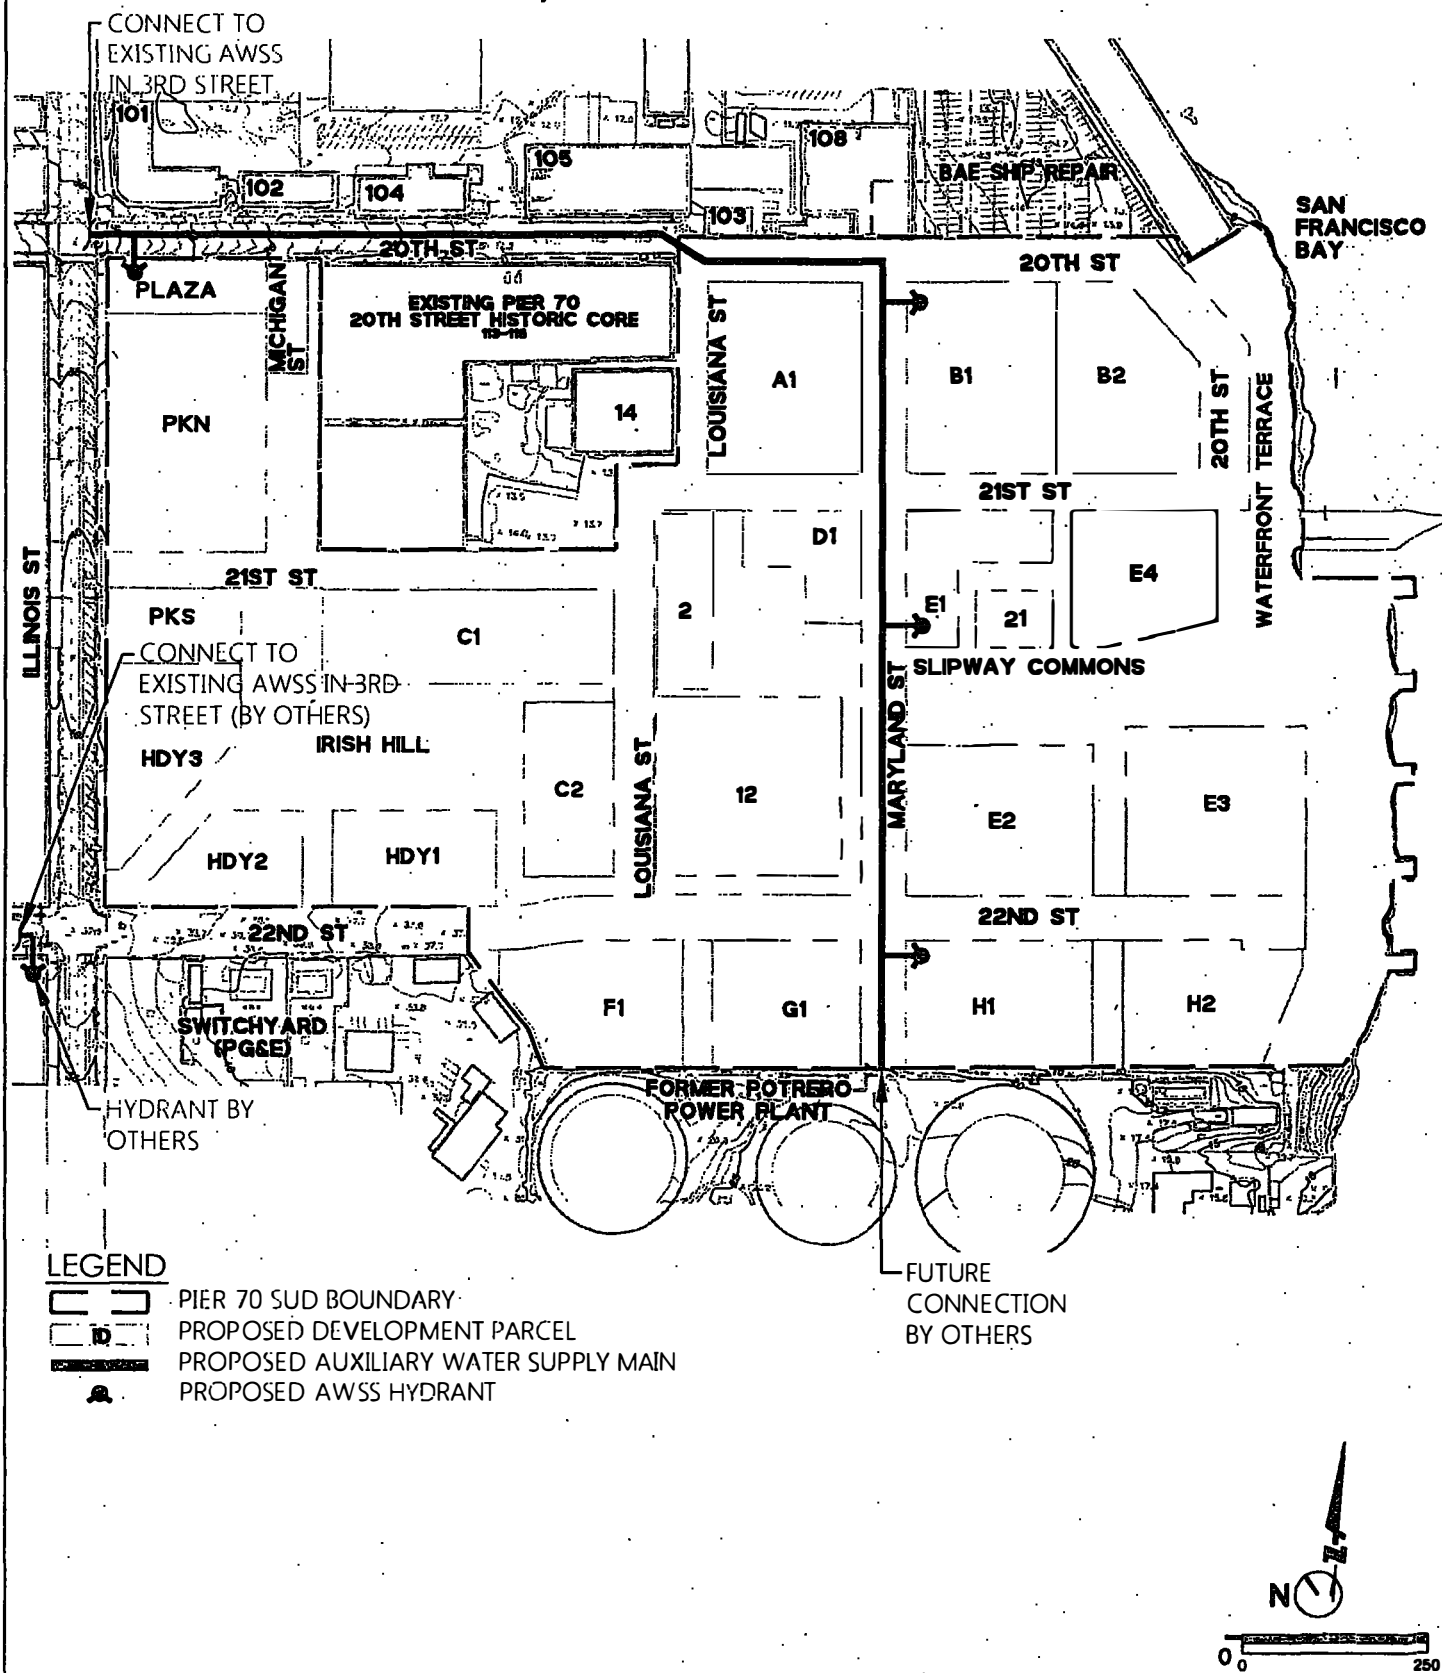 CONNECT TO
EXISTING AWSS
IN 3RD STREET
101
102
104
105
103
108
BAE SHIP REPAIR
SAN
FRANCISCO
BAY
20TH ST
20TH ST
PLAZA
MICHIGAN
ST
EXISTING PIER 70
20TH STREET HISTORIC CORE
113-116
LOUISIANA ST
A1
B1
B2
20TH ST
WATERFRONT TERRACE
PKN
14
21ST ST
D1
ILLINOIS ST
21ST ST
PKS
C1
2
E1
21
E4
SLIPWAY COMMONS
CONNECT TO
EXISTING AWSS IN 3RD
STREET (BY OTHERS)
HDY3
IRISH HILL
C2
LOUISIANA ST
12
MARYLAND ST
E2
E3
HDY2
HDY1
22ND ST
22ND ST
F1
G1
H1
H2
SWITCHYARD
(PG&E)
FORMER POTRERO
POWER PLANT
HYDRANT BY
OTHERS
FUTURE
CONNECTION
BY OTHERS
LEGEND
PIER 70 SUD BOUNDARY
ID PROPOSED DEVELOPMENT PARCEL
PROPOSED AUXILIARY WATER SUPPLY MAIN
PROPOSED AWSS HYDRANT
N
0 0 250